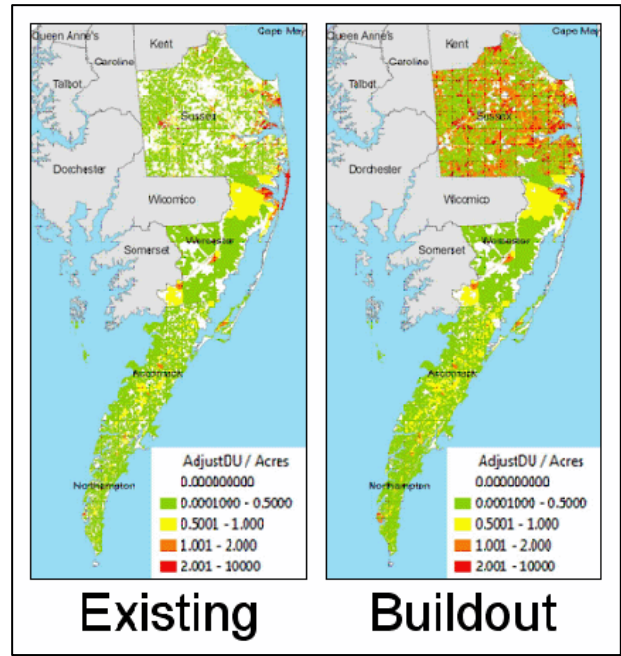 Queen Anne's
Kent
Cape May
Caroline
Talbot
Sussex
Dorchester
Wicomico
Worcester
Somerset
Accomack
Northampton
AdjustDU / Acres
0.000000000
0.0001000 - 0.5000
0.5001 - 1.000
1.001 - 2.000
2.001 - 10000
Existing
Queen Anne's
Kent
Cape May
Caroline
Talbot
Sussex
Dorchester
Wicomico
Worcester
Somerset
Accomack
Northampton
AdjustDU / Acres
0.000000000
0.0001000 - 0.5000
0.5001 - 1.000
1.001 - 2.000
2.001 - 10000
Buildout